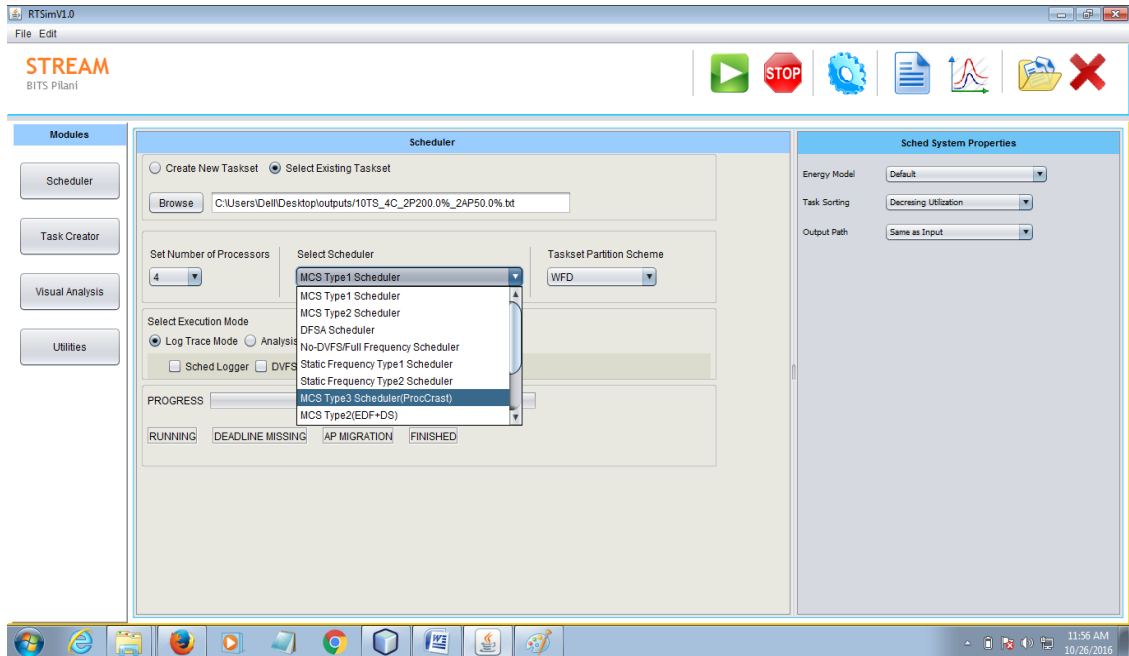 RTSimV1.0
File Edit
STREAM
BITS Pilani
STOP
Modules
Scheduler
Task Creator
Visual Analysis
Utilities
Scheduler
Create New Taskset Select Existing Taskset
Browse C:\Users\Dell\Desktop\outputs/10TS_4C_2P200.0%_2AP50.0%.txt
Set Number of Processors Select Scheduler Taskset Partition Scheme
4 MCS Type1 Scheduler WFD
MCS Type1 Scheduler
MCS Type2 Scheduler
DFSA Scheduler
No-DVFS/Full Frequency Scheduler
Static Frequency Type1 Scheduler
Static Frequency Type2 Scheduler
MCS Type3 Scheduler(ProcCrast)
MCS Type2(EDF+DS)
Select Execution Mode
Log Trace Mode Analysis
Sched Logger DVFS
PROGRESS
RUNNING DEADLINE MISSING AP MIGRATION FINISHED
Sched System Properties
Energy Model Default
Task Sorting Decresing Utilization
Output Path Same as Input
11:56 AM
10/26/2016